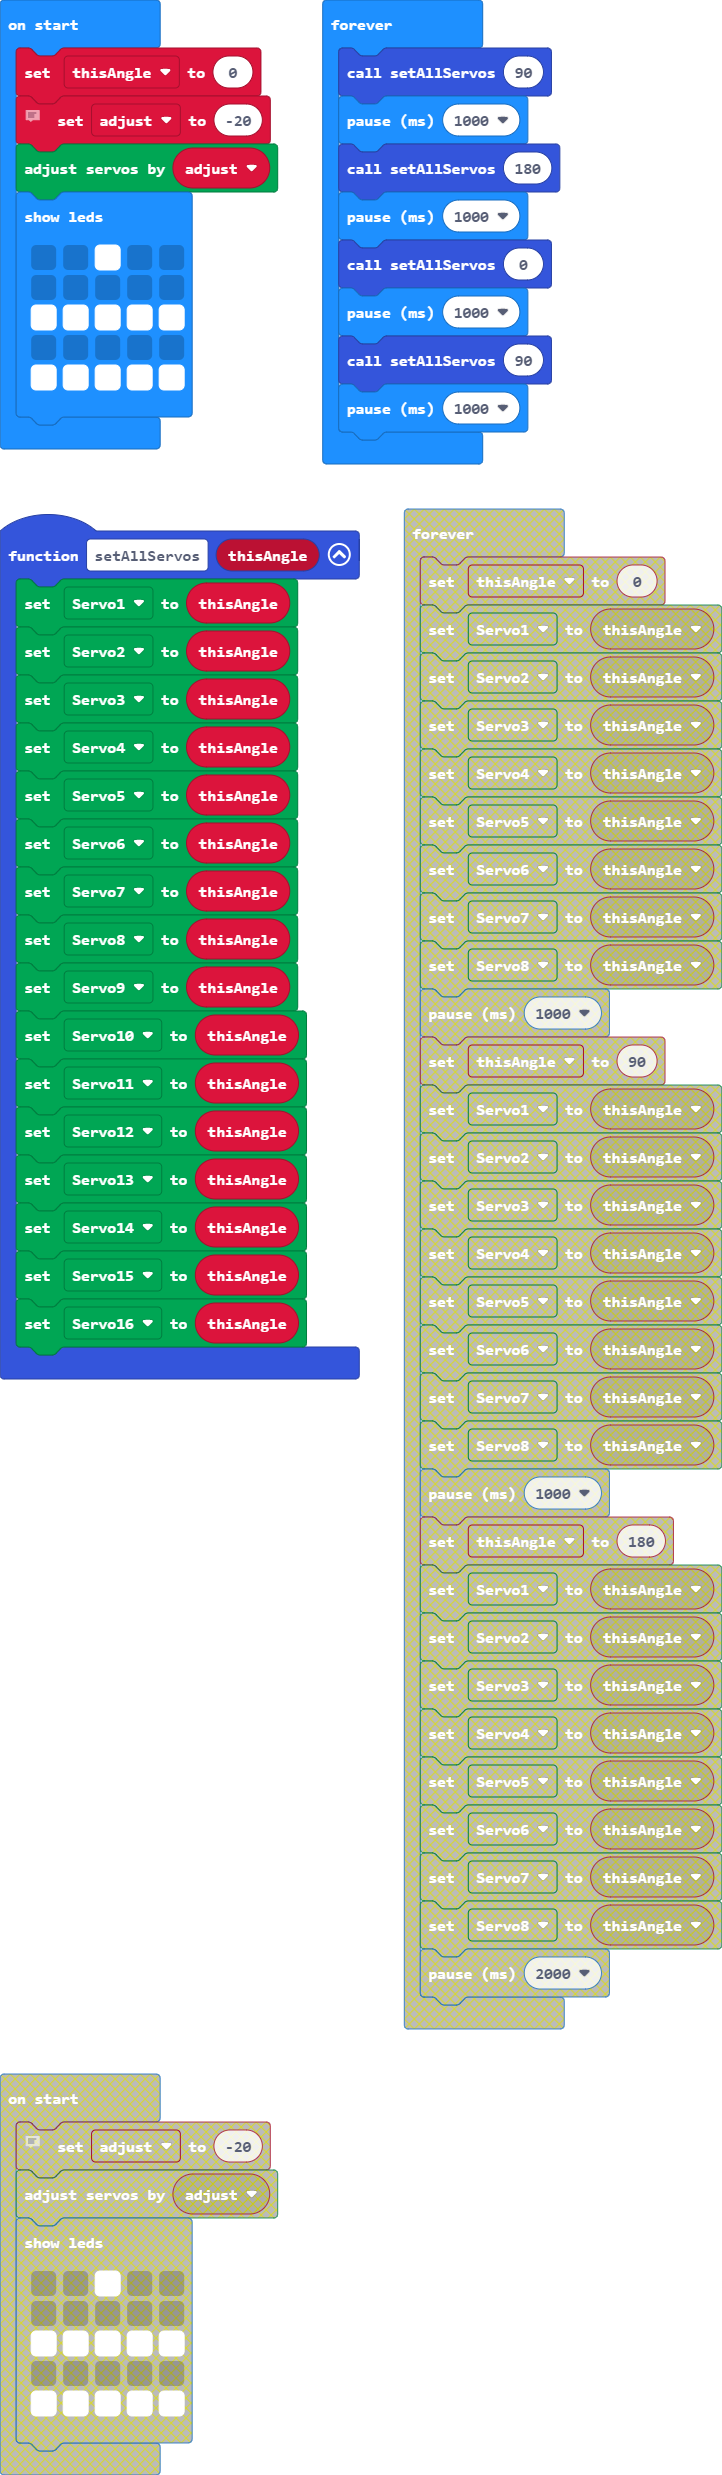 on start
set thisAngle to 0
set adjust to -20
adjust servos by adjust
show leds
forever
call setAllServos 90
pause (ms) 1000
call setAllServos 180
pause (ms) 1000
call setAllServos 0
pause (ms) 1000
call setAllServos 90
pause (ms) 1000
function setAllServos thisAngle
set Servo1 to thisAngle
set Servo2 to thisAngle
set Servo3 to thisAngle
set Servo4 to thisAngle
set Servo5 to thisAngle
set Servo6 to thisAngle
set Servo7 to thisAngle
set Servo8 to thisAngle
set Servo9 to thisAngle
set Servo10 to thisAngle
set Servo11 to thisAngle
set Servo12 to thisAngle
set Servo13 to thisAngle
set Servo14 to thisAngle
set Servo15 to thisAngle
set Servo16 to thisAngle
forever
set thisAngle to 0
set Servo1 to thisAngle
set Servo2 to thisAngle
set Servo3 to thisAngle
set Servo4 to thisAngle
set Servo5 to thisAngle
set Servo6 to thisAngle
set Servo7 to thisAngle
set Servo8 to thisAngle
pause (ms) 1000
set thisAngle to 90
set Servo1 to thisAngle
set Servo2 to thisAngle
set Servo3 to thisAngle
set Servo4 to thisAngle
set Servo5 to thisAngle
set Servo6 to thisAngle
set Servo7 to thisAngle
set Servo8 to thisAngle
pause (ms) 1000
set thisAngle to 180
set Servo1 to thisAngle
set Servo2 to thisAngle
set Servo3 to thisAngle
set Servo4 to thisAngle
set Servo5 to thisAngle
set Servo6 to thisAngle
set Servo7 to thisAngle
set Servo8 to thisAngle
pause (ms) 2000
on start
set adjust to -20
adjust servos by adjust
show leds